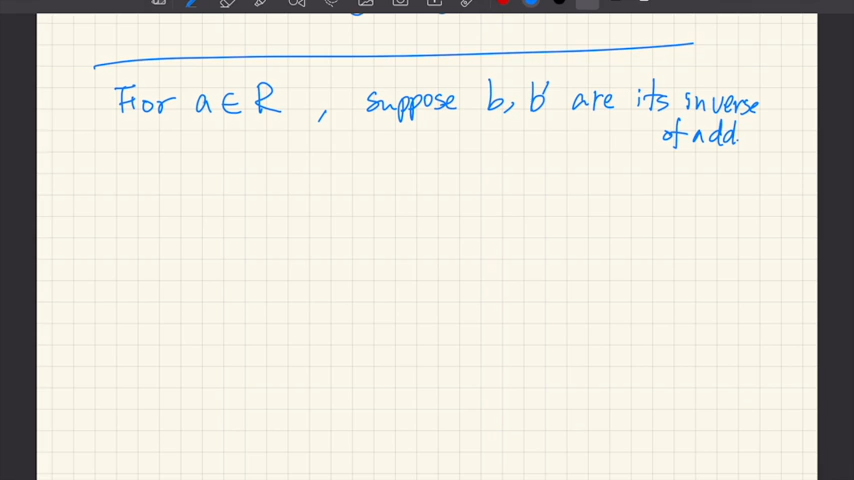 For a ∈ R, suppose b, b' are its inverse
of add.